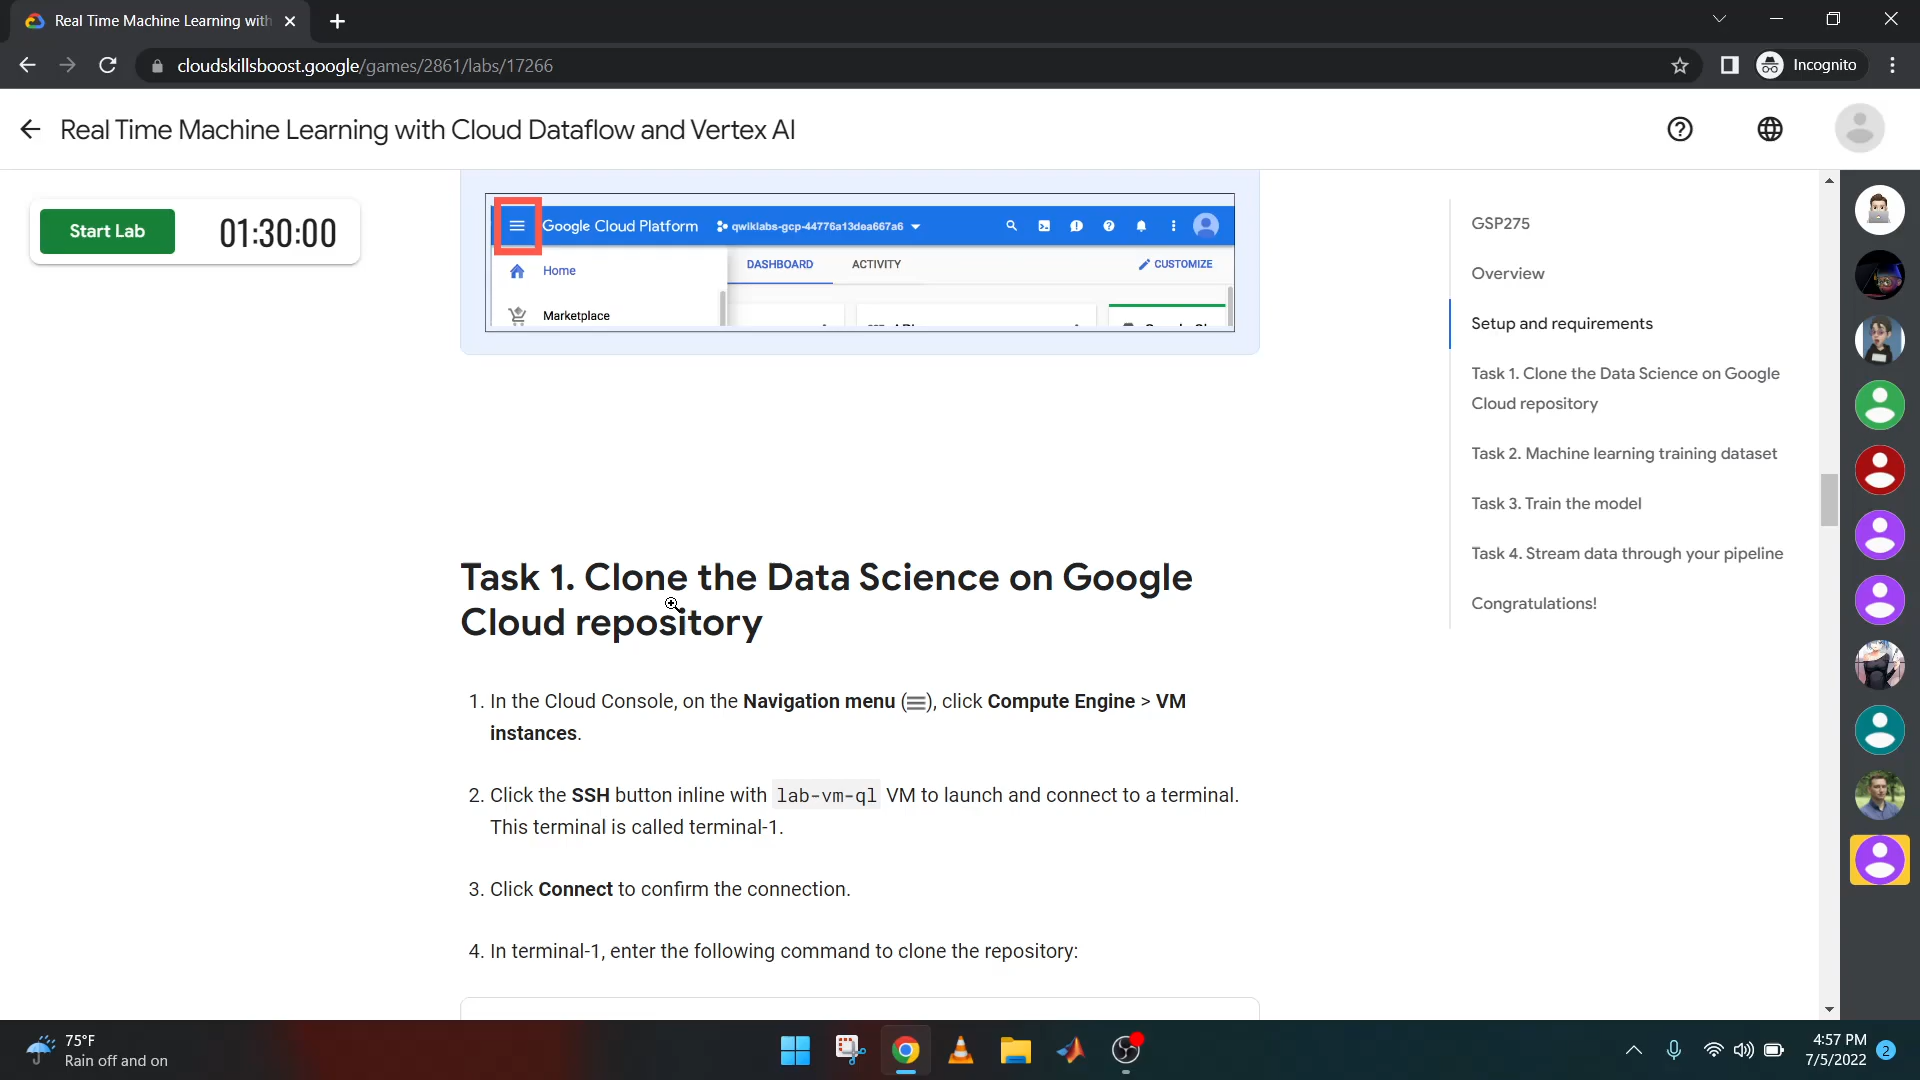 Real Time Machine Learning with
cloudskillsboost.google/games/2861/labs/17266
Incognito
Real Time Machine Learning with Cloud Dataflow and Vertex AI
Start Lab
01:30:00
Google Cloud Platform
qwiklabs-gcp-44776a13dea667a6
Home
DASHBOARD
ACTIVITY
CUSTOMIZE
Marketplace
Task 1. Clone the Data Science on Google
Cloud repository
1. In the Cloud Console, on the Navigation menu (≡), click Compute Engine > VM
instances.
2. Click the SSH button inline with lab-vm-ql VM to launch and connect to a terminal.
This terminal is called terminal-1.
3. Click Connect to confirm the connection.
4. In terminal-1, enter the following command to clone the repository:
GSP275
Overview
Setup and requirements
Task 1. Clone the Data Science on Google
Cloud repository
Task 2. Machine learning training dataset
Task 3. Train the model
Task 4. Stream data through your pipeline
Congratulations!
75°F
Rain off and on
4:57 PM
7/5/2022
2